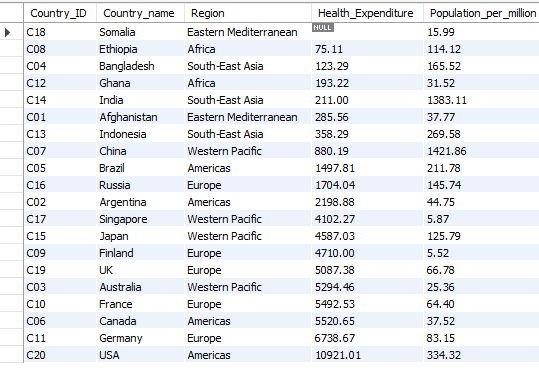 Country_ID Country_name Region Health_Expenditure Population_per_million
C18 Somalia Eastern Mediterranean NULL 15.99
C08 Ethiopia Africa 75.11 114.12
C04 Bangladesh South-East Asia 123.29 165.52
C12 Ghana Africa 193.22 31.52
C14 India South-East Asia 211.00 1383.11
C01 Afghanistan Eastern Mediterranean 285.56 37.77
C13 Indonesia South-East Asia 358.29 269.58
C07 China Western Pacific 880.19 1421.86
C05 Brazil Americas 1497.81 211.78
C16 Russia Europe 1704.04 145.74
C02 Argentina Americas 2198.88 44.75
C17 Singapore Western Pacific 4102.27 5.87
C15 Japan Western Pacific 4587.03 125.79
C09 Finland Europe 4710.00 5.52
C19 UK Europe 5087.38 66.78
C03 Australia Western Pacific 5294.46 25.36
C10 France Europe 5492.53 64.40
C06 Canada Americas 5520.65 37.52
C11 Germany Europe 6738.67 83.15
C20 USA Americas 10921.01 334.32